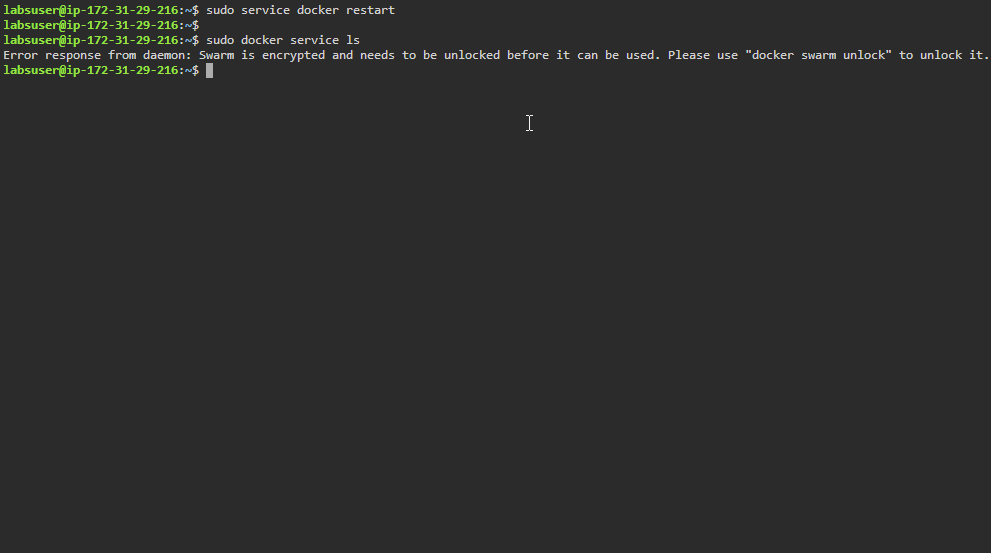 labsuser@ip-172-31-29-216:~$ sudo service docker restart
labsuser@ip-172-31-29-216:~$
labsuser@ip-172-31-29-216:~$ sudo docker service ls
Error response from daemon: Swarm is encrypted and needs to be unlocked before it can be used. Please use "docker swarm unlock" to unlock it.
labsuser@ip-172-31-29-216:~$